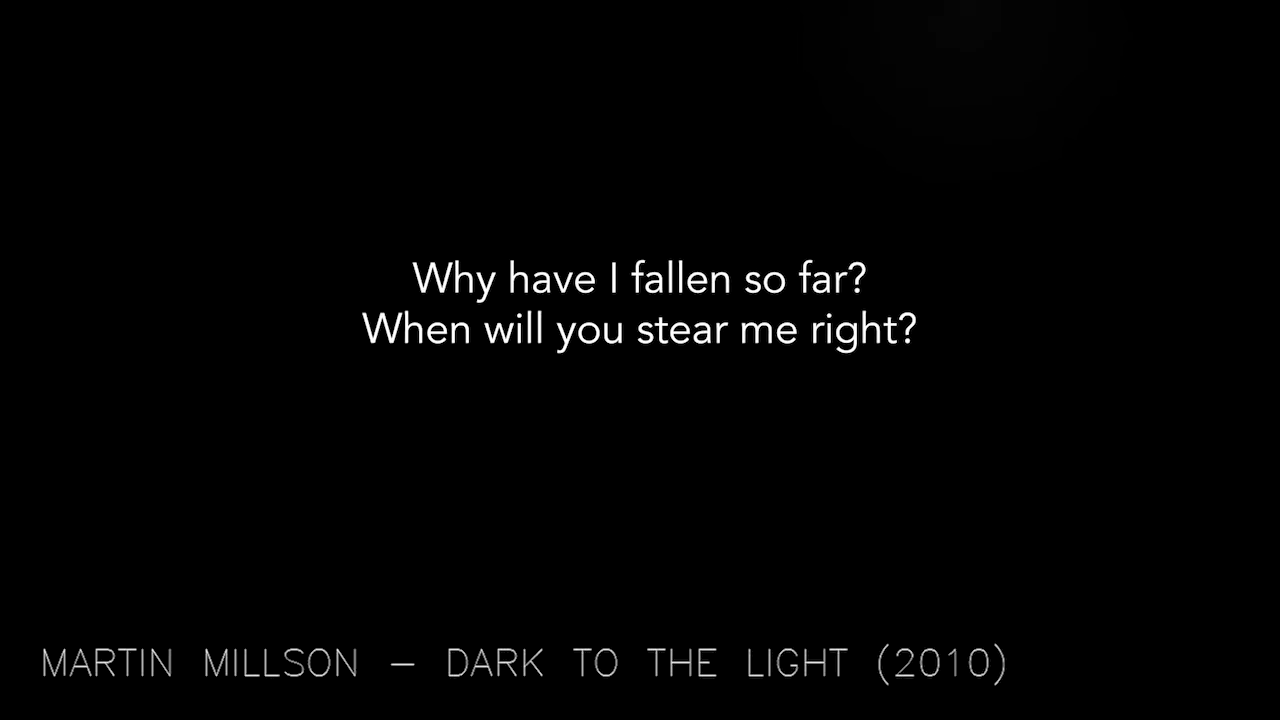 Why have I fallen so far?
When will you stear me right?
MARTIN MILLSON – DARK TO THE LIGHT (2010)